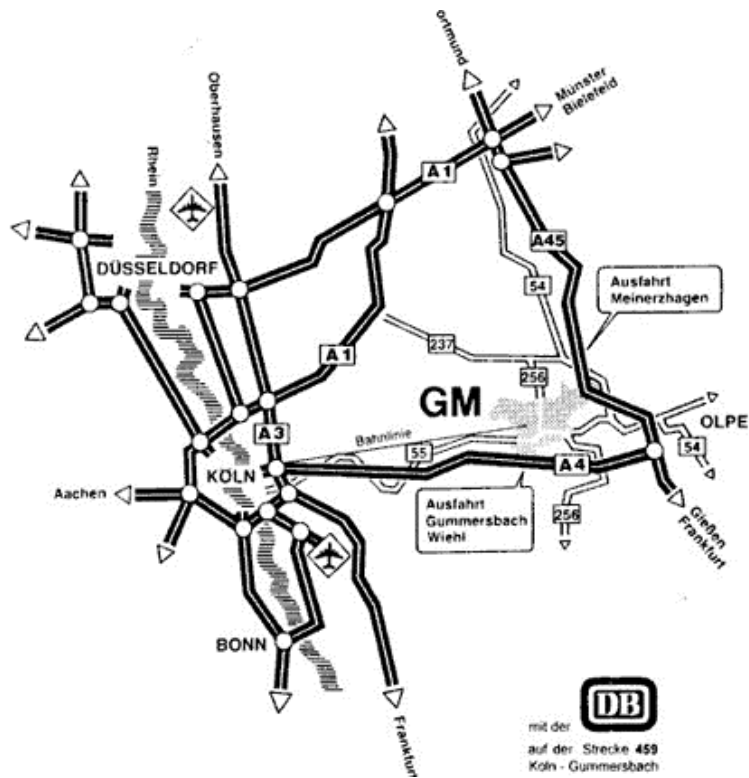 ortmund
Münster
Bielefeld
Oberhausen
Rhein
A1
A45
DÜSSELDORF
54
Ausfahrt
Meinerzhagen
A1
237
256
GM
A3
OLPE
Bahnlinie
55
54
KÖLN
A4
Aachen
Ausfahrt
Gummersbach
Wiehl
256
Gießen
Frankfurt
BONN
Frankfurt
DB
mit der
auf der Strecke 459
Köln - Gummersbach